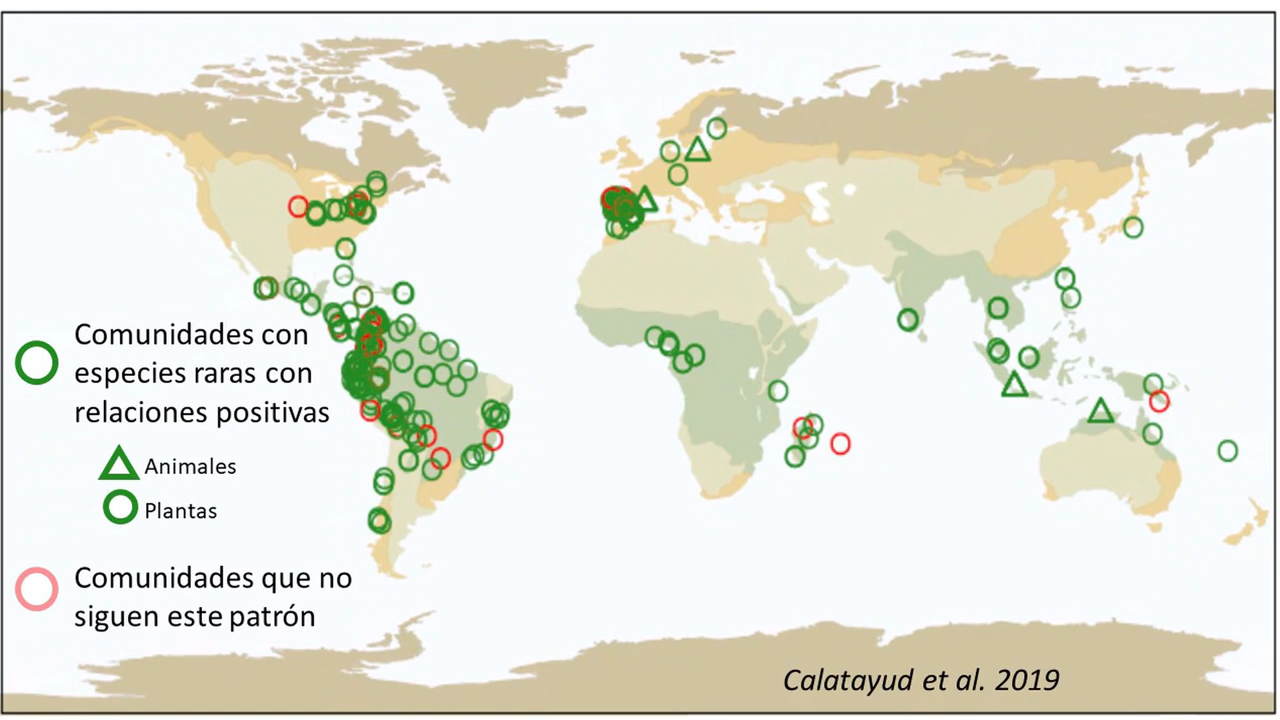 Comunidades con
especies raras con
relaciones positivas
Animales
Plantas
Comunidades que no
siguen este patrón
Calatayud et al. 2019